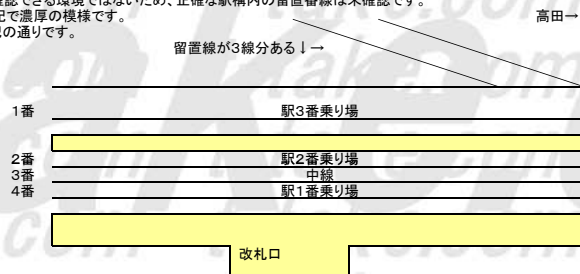 確認できる環境ではないため、正確な駅構内の留置番線は未確認です。
記で濃厚の模様です。
の通りです。
高田→
留置線が3線分ある↓→
1番 駅3番乗り場
2番 駅2番乗り場
3番 中線
4番 駅1番乗り場
改札口